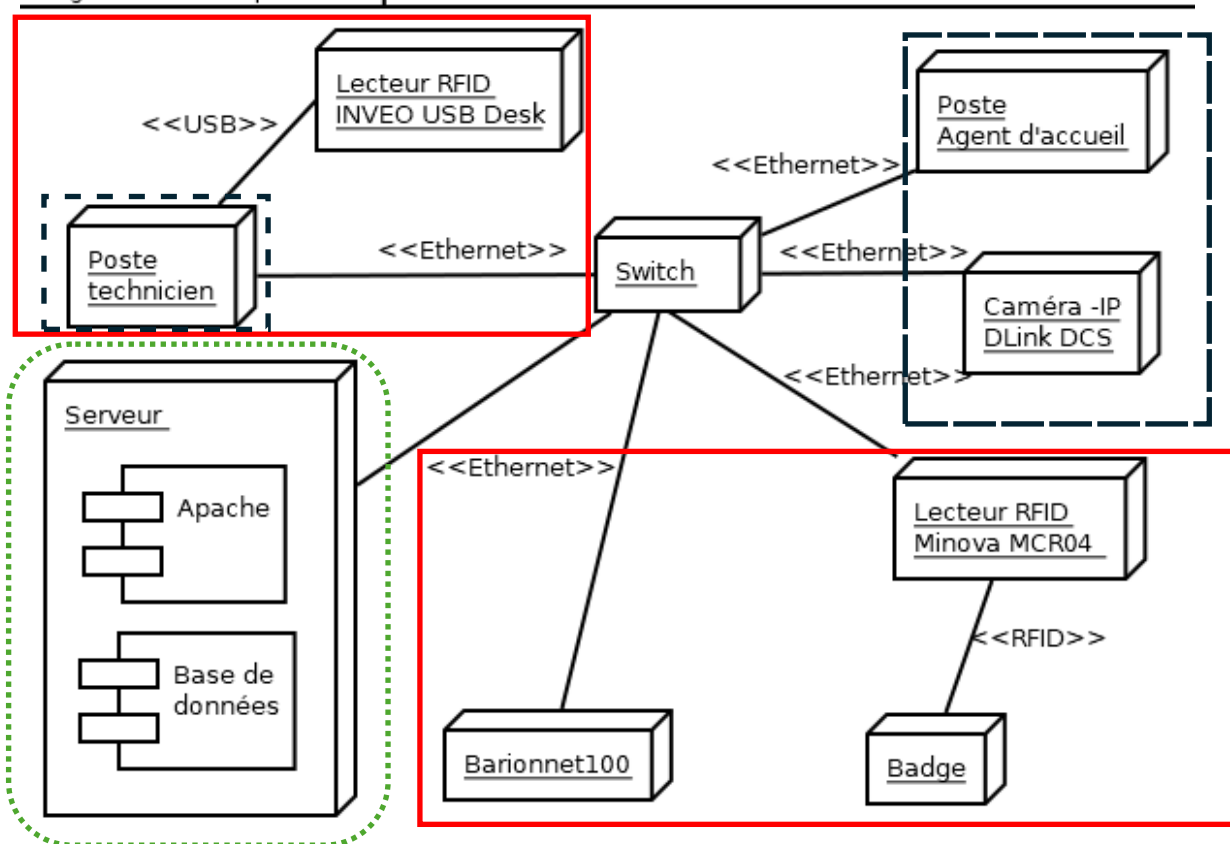 Lecteur RFID
INVEO USB Desk
<<USB>>
Poste
Agent d'accueil
<<Ethernet>>
<<Ethernet>>
<<Ethernet>>
Poste
technicien
Switch
Caméra -IP
DLink DCS
<<Ethernet>>
Serveur
<<Ethernet>>
Apache
Lecteur RFID
Minova MCR04
<<RFID>>
Base de
données
Barionnet100
Badge